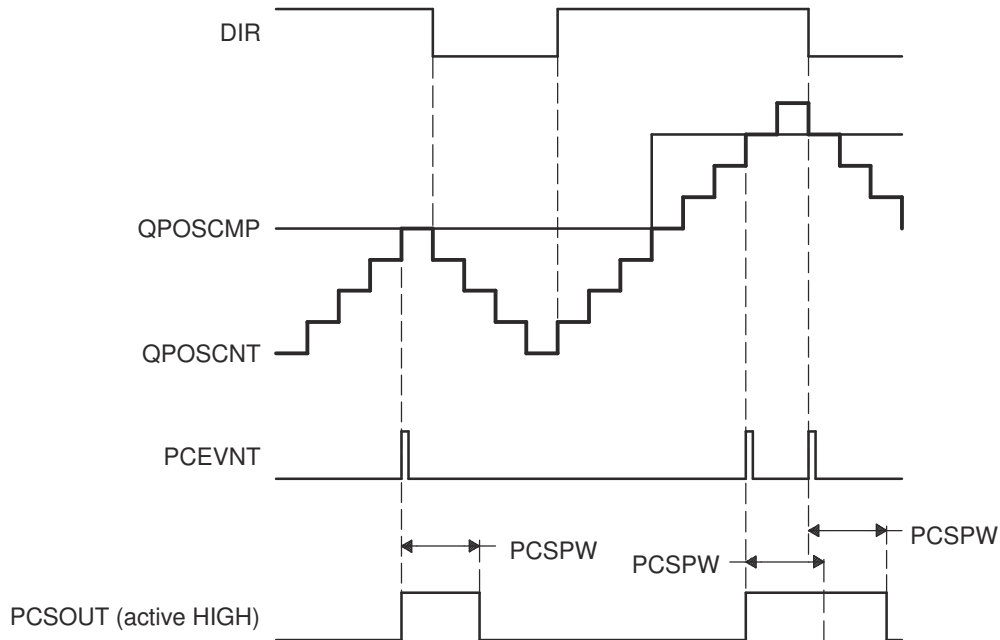 DIR
QPOSCMP
QPOSCNT
PCEVNT
PCSPW
PCSPW
PCSPW
PCSOUT (active HIGH)